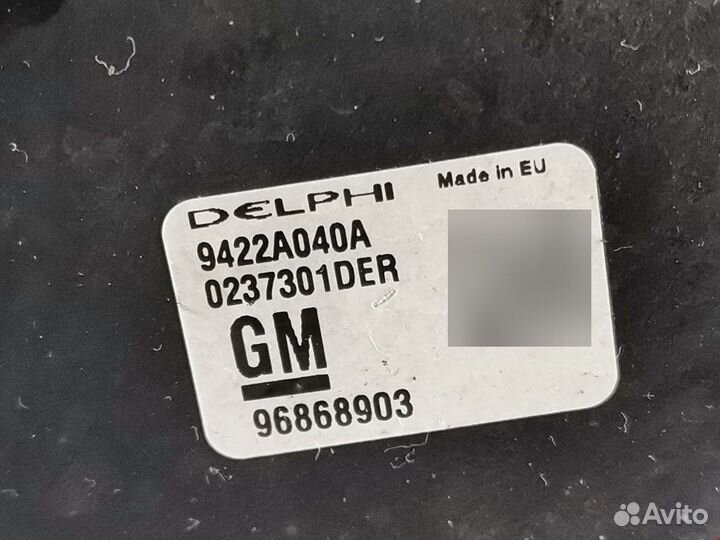 DELPHI Made in EU
9422A040A
0237301DER
GM
96868903
Avito